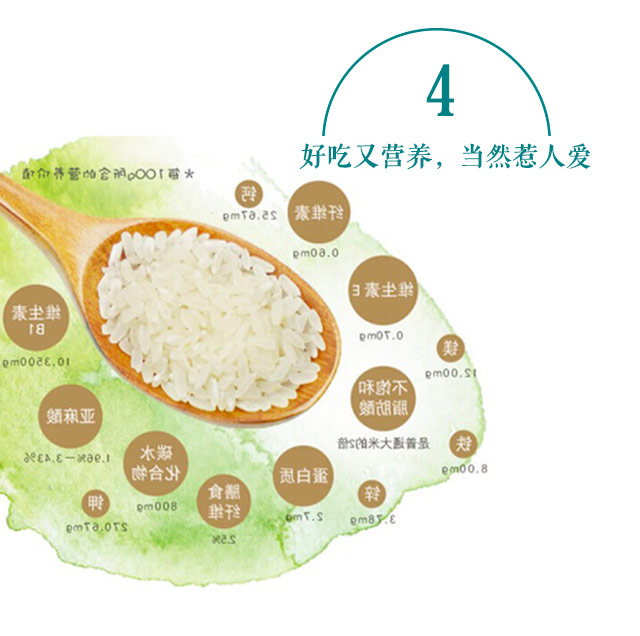 4
好吃又营养，当然惹人爱
*每100g所含的营养价值
钙
25.67mg
纤维素
0.60mg
维生素E
0.70mg
维生素
B1
10.3500mg
镁
12.00mg
不饱和
脂肪酸
是普通大米的2倍
亚麻酸
1.96%—3.43%
铁
8.00mg
碳水
化合物
800mg
蛋白质
2.7mg
膳食
纤维
2.5%
锌
3.78mg
钾
270.67mg